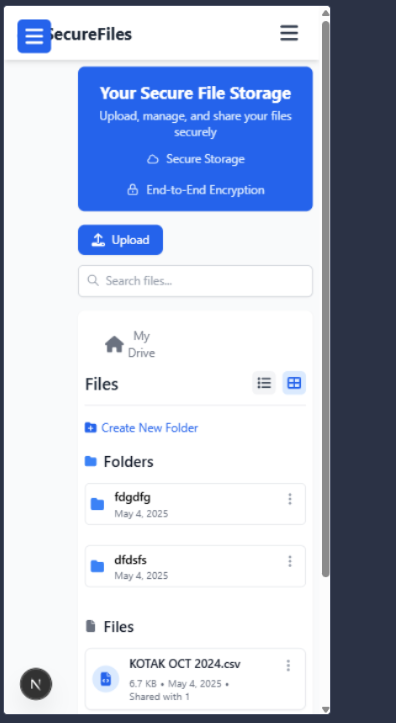 SecureFiles
Your Secure File Storage
Upload, manage, and share your files
securely
Secure Storage
End-to-End Encryption
Upload
Search files...
My
Drive
Files
Create New Folder
Folders
fdgdfg
May 4, 2025
dfdsfs
May 4, 2025
Files
KOTAK OCT 2024.csv
6.7 KB • May 4, 2025 •
Shared with 1
N